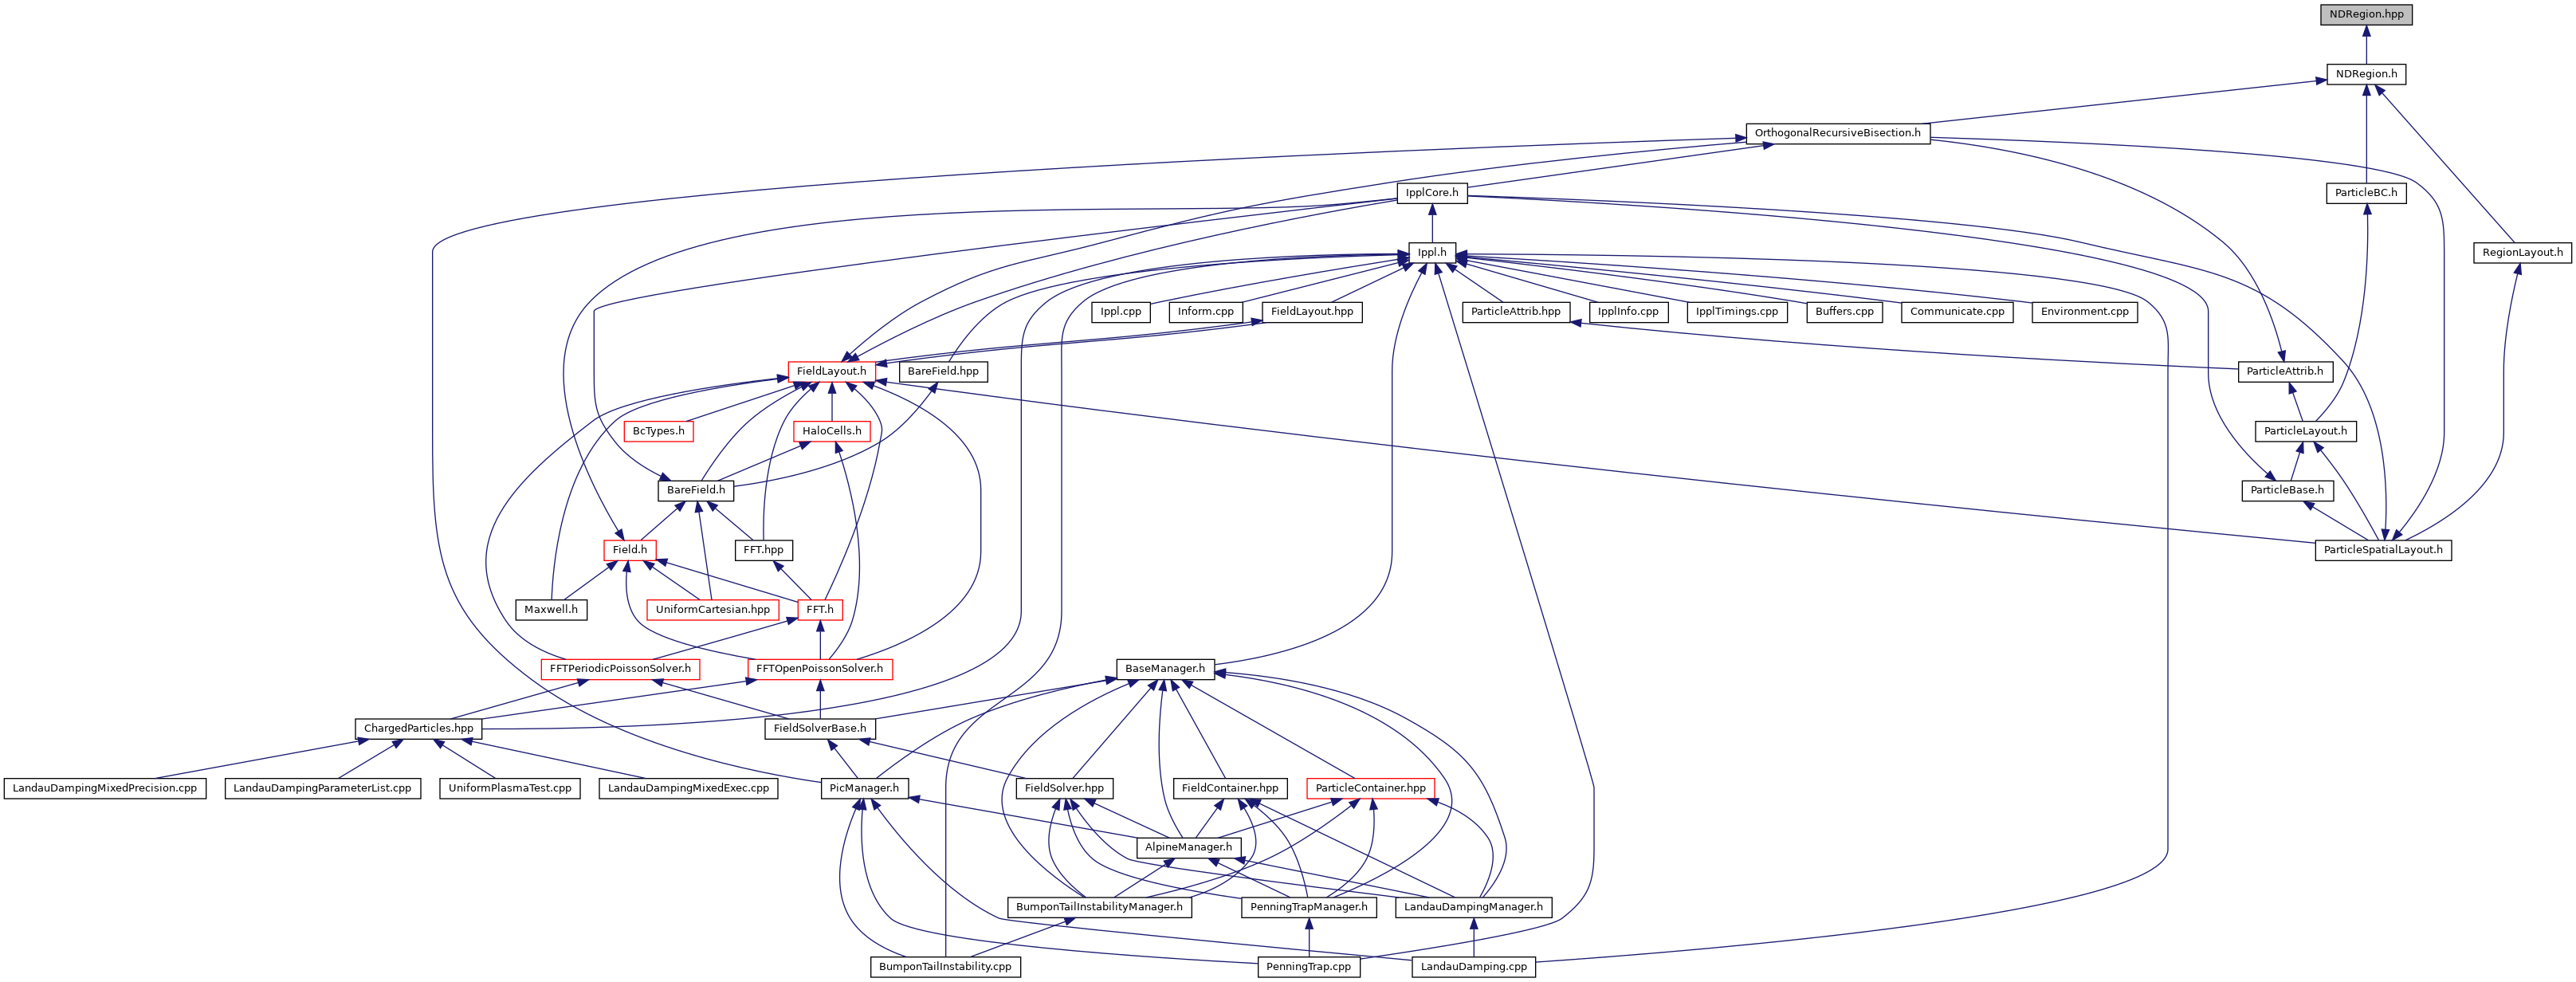 NDRegion.hpp
NDRegion.h
OrthogonalRecursiveBisection.h
IpplCore.h
ParticleBC.h
Ippl.h
RegionLayout.h
Ippl.cpp
Inform.cpp
FieldLayout.hpp
ParticleAttrib.hpp
IpplInfo.cpp
IpplTimings.cpp
Buffers.cpp
Communicate.cpp
Environment.cpp
FieldLayout.h
BareField.hpp
ParticleAttrib.h
BcTypes.h
HaloCells.h
ParticleLayout.h
BareField.h
ParticleBase.h
Field.h
FFT.hpp
ParticleSpatialLayout.h
Maxwell.h
UniformCartesian.hpp
FFT.h
FFTPeriodicPoissonSolver.h
FFTOpenPoissonSolver.h
BaseManager.h
ChargedParticles.hpp
FieldSolverBase.h
LandauDampingMixedPrecision.cpp
LandauDampingParameterList.cpp
UniformPlasmaTest.cpp
LandauDampingMixedExec.cpp
PicManager.h
FieldSolver.hpp
FieldContainer.hpp
ParticleContainer.hpp
AlpineManager.h
BumponTailInstabilityManager.h
PenningTrapManager.h
LandauDampingManager.h
BumponTailInstability.cpp
PenningTrap.cpp
LandauDamping.cpp